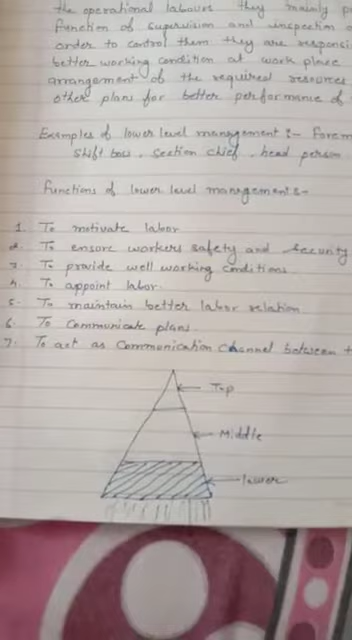 the operational labours they mainly
function of supervision and inspection
order to control them they are
better working condition at work place
arrangement of the required resources
other plans for better performance of
Examples of lower level management :-
shift boss, section chief, head person
functions of lower level management :-
1. To motivate labor
2. To ensure workers safety and security
3. To provide well working conditions.
4. To appoint labor.
5. To maintain better labor relation
6. To Communicate plans.
7. To act as Communication Channel between
Top
Middle
lower